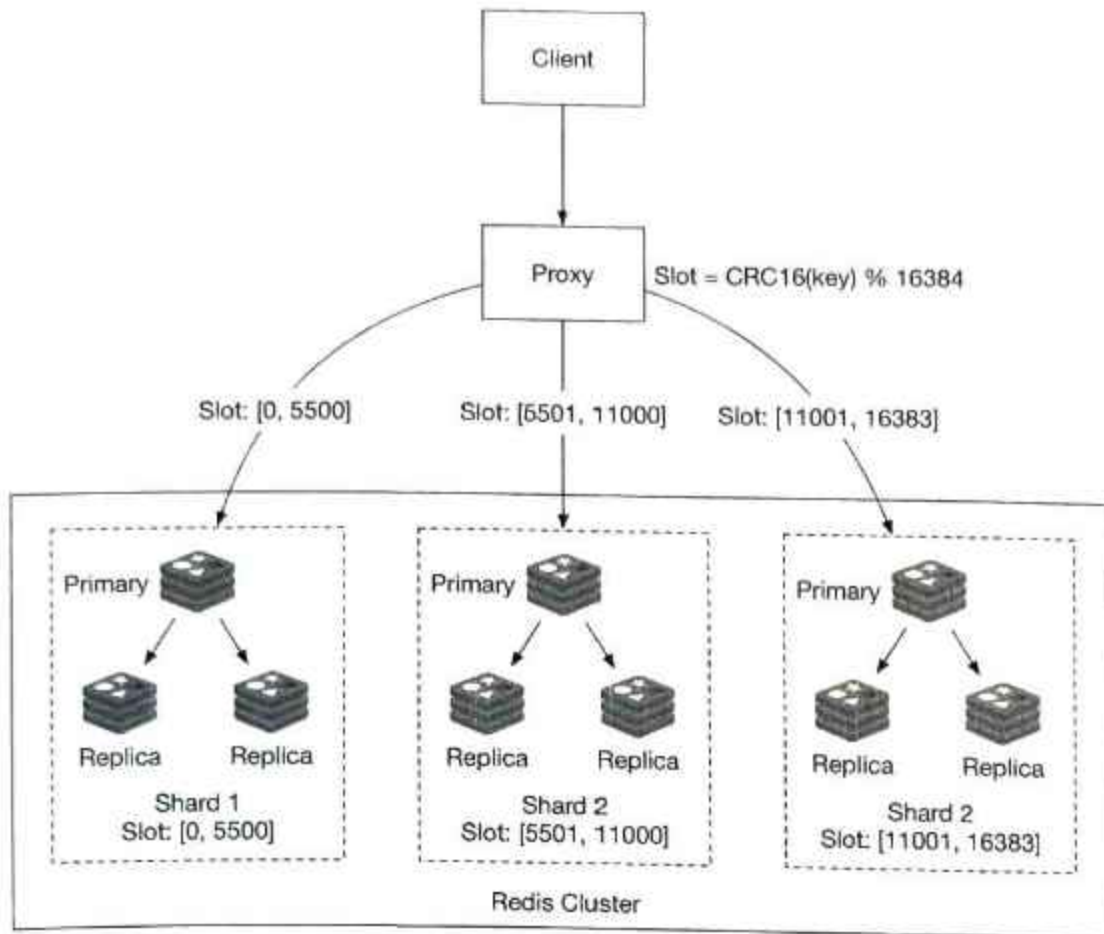 Client
Proxy
Slot = CRC16(key) % 16384
Slot: [0, 5500]
Slot: [5501, 11000]
Slot: [11001, 16383]
Primary
Primary
Primary
Replica
Replica
Replica
Replica
Replica
Replica
Shard 1
Slot: [0, 5500]
Shard 2
Slot: [5501, 11000]
Shard 2
Slot: [11001, 16383]
Redis Cluster